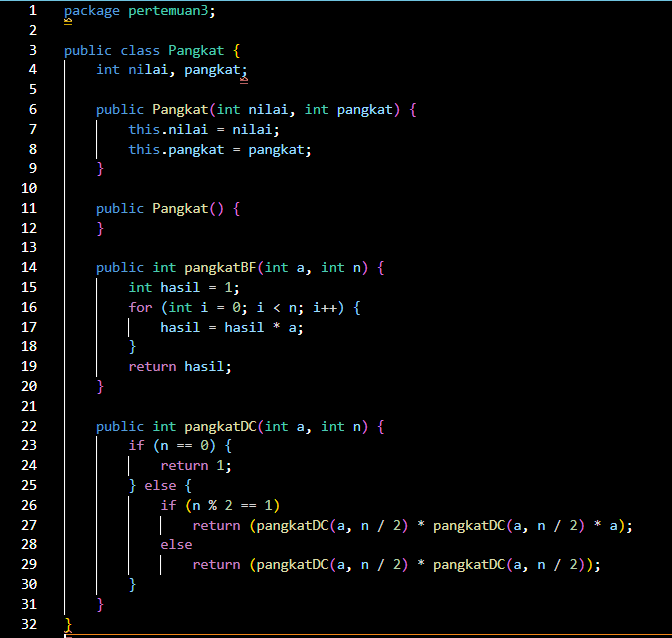 1 package pertemuan3;
2
3 public class Pangkat {
4     int nilai, pangkat;
5
6     public Pangkat(int nilai, int pangkat) {
7         this.nilai = nilai;
8         this.pangkat = pangkat;
9     }
10
11     public Pangkat() {
12     }
13
14     public int pangkatBF(int a, int n) {
15         int hasil = 1;
16         for (int i = 0; i < n; i++) {
17             hasil = hasil * a;
18         }
19         return hasil;
20     }
21
22     public int pangkatDC(int a, int n) {
23         if (n == 0) {
24             return 1;
25         } else {
26             if (n % 2 == 1)
27                 return (pangkatDC(a, n / 2) * pangkatDC(a, n / 2) * a);
28             else
29                 return (pangkatDC(a, n / 2) * pangkatDC(a, n / 2));
30         }
31     }
32 }